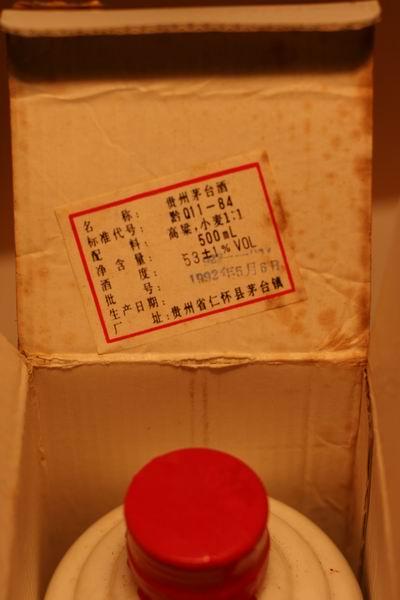 名称: 贵州茅台酒
标准代号: 黔Q11-84
配料: 高粱,小麦1:1
净含量: 500mL
酒度: 53±1%VOL
批号:
生产日期: 1992年5月6日
厂址: 贵州省仁怀县茅台镇